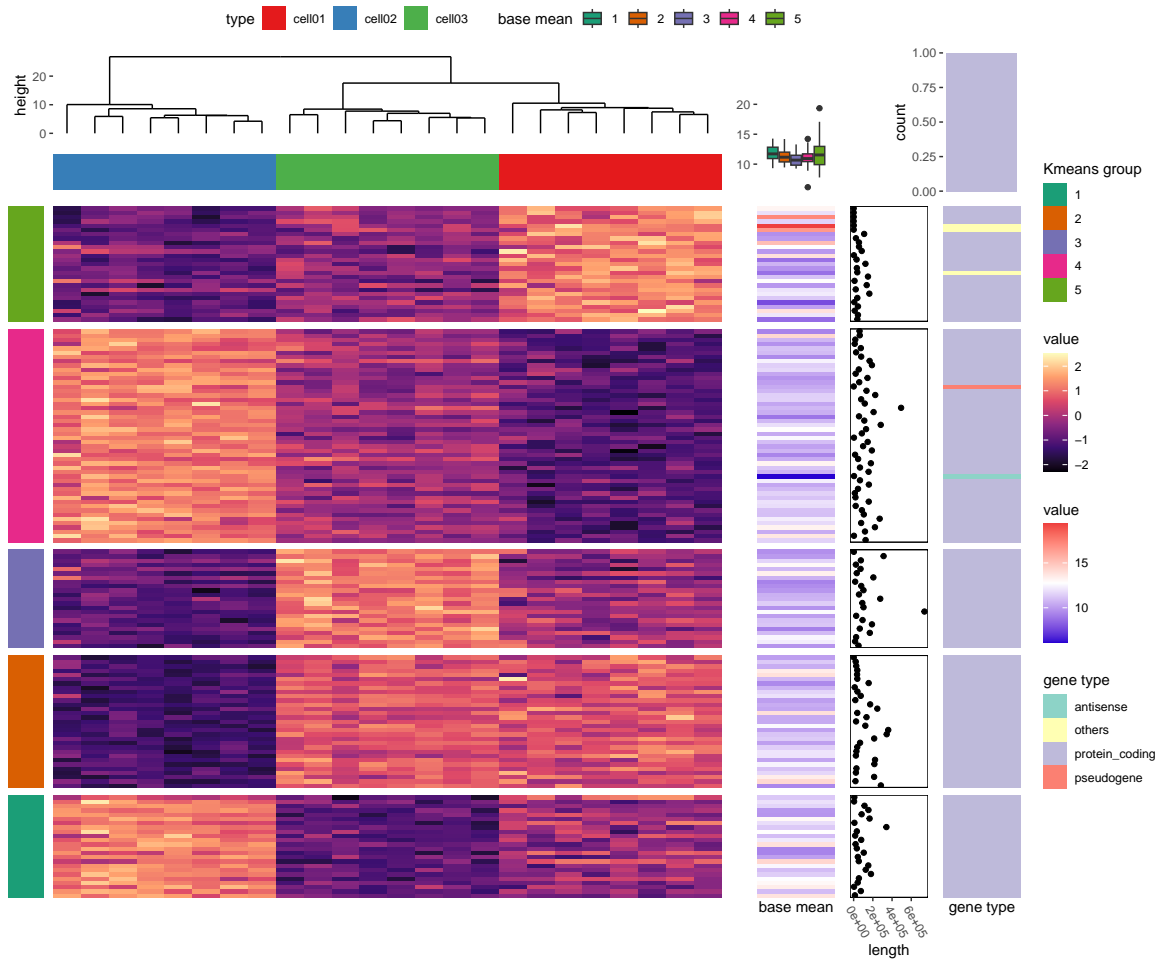 type cell01 cell02 cell03 base mean 1 2 3 4 5
height
20
10
0
20
15
10
count
1.00
0.75
0.50
0.25
0.00
Kmeans group
1
2
3
4
5
value
2
1
0
−1
−2
value
15
10
gene type
antisense
others
protein_coding
pseudogene
base mean
0e+00
2e+05
4e+05
6e+05
length
gene type